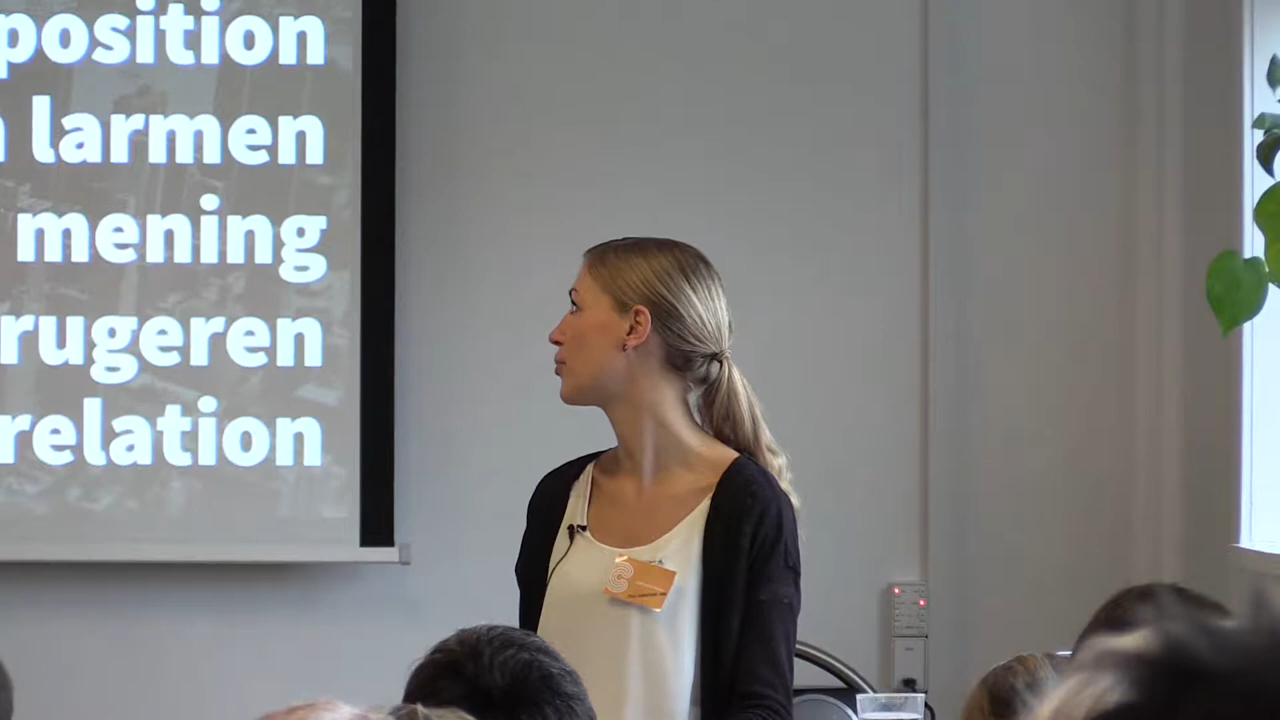 position
larmen
mening
rugeren
relation